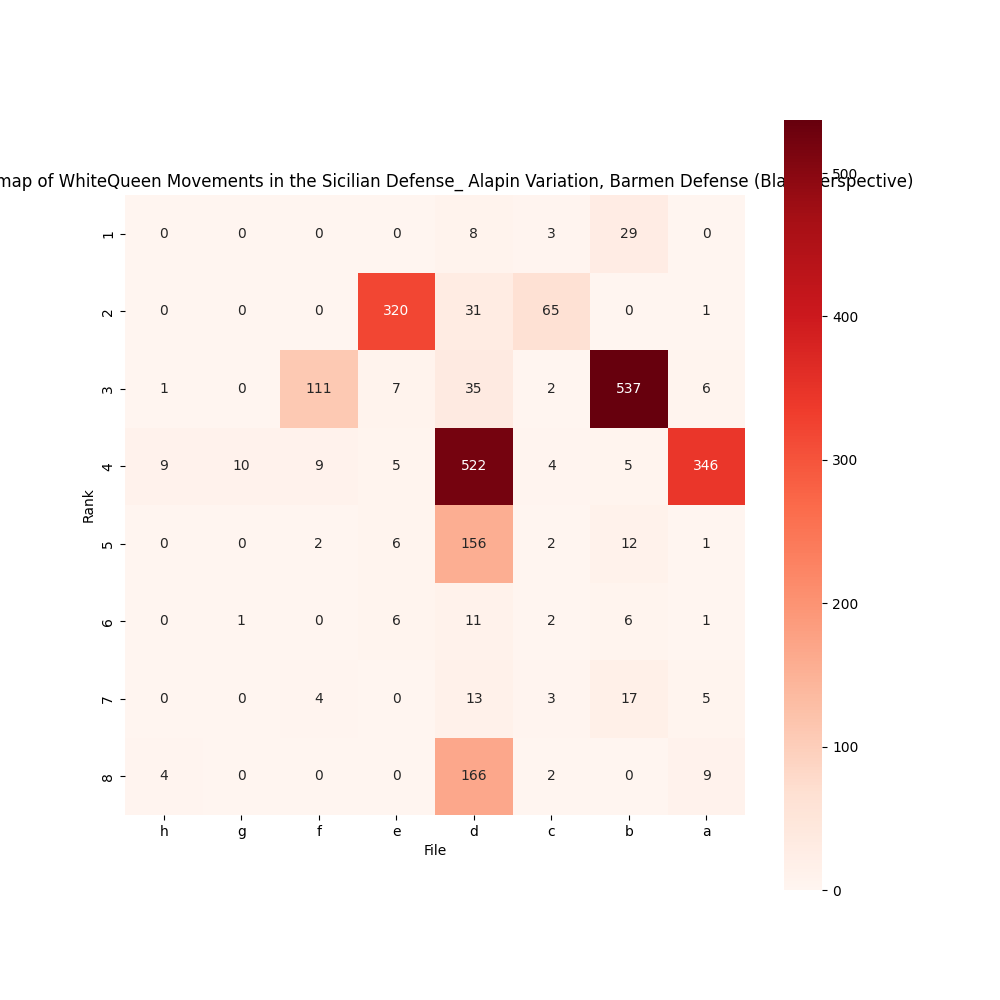 map of WhiteQueen Movements in the Sicilian Defense_ Alapin Variation, Barmen Defense (Bla erspective)
500
1 0 0 0 0 8 3 29 0
2 0 0 0 320 31 65 0 1
400
3 1 0 111 7 35 2 537 6
4 9 10 9 5 522 4 5 346
300
Rank
5 0 0 2 6 156 2 12 1
200
6 0 1 0 6 11 2 6 1
7 0 0 4 0 13 3 17 5
100
8 4 0 0 0 166 2 0 9
h g f e d c b a
File
0